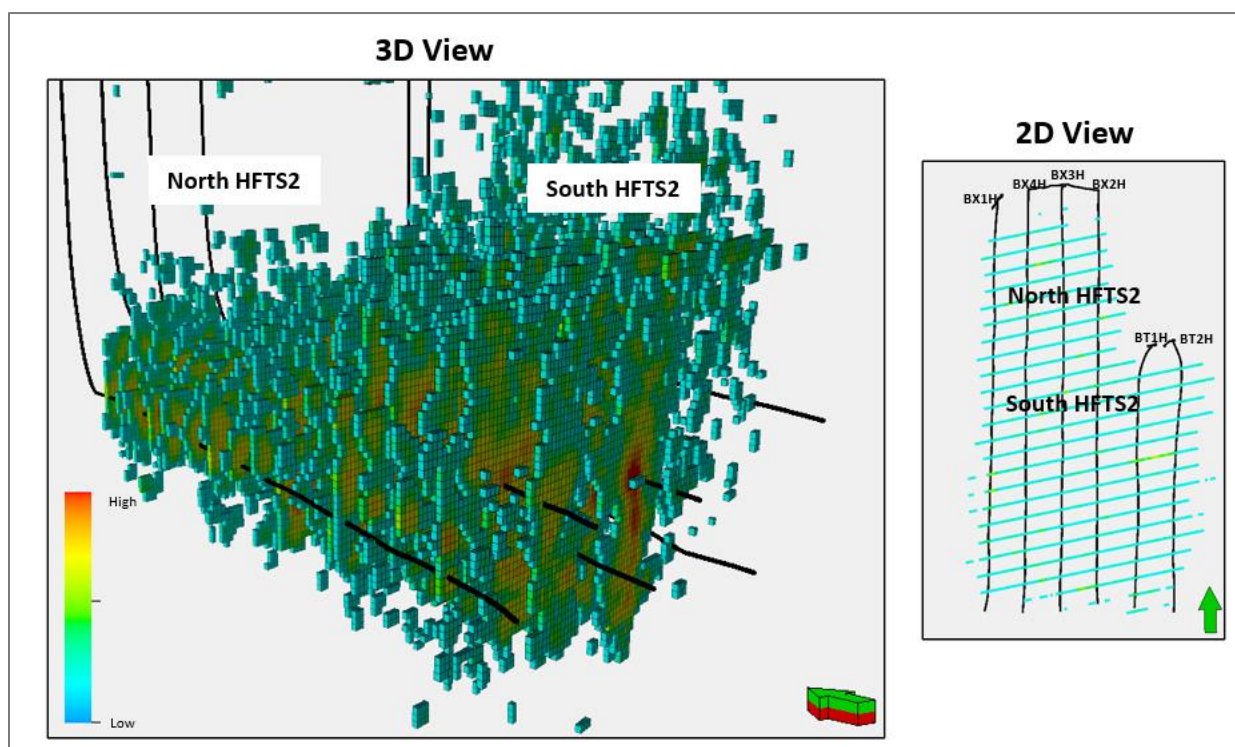 3D View
North HFTS2
South HFTS2
High
Low
2D View
BX1H
BX4H
BX3H
BX2H
North HFTS2
BT1H
BT2H
South HFTS2